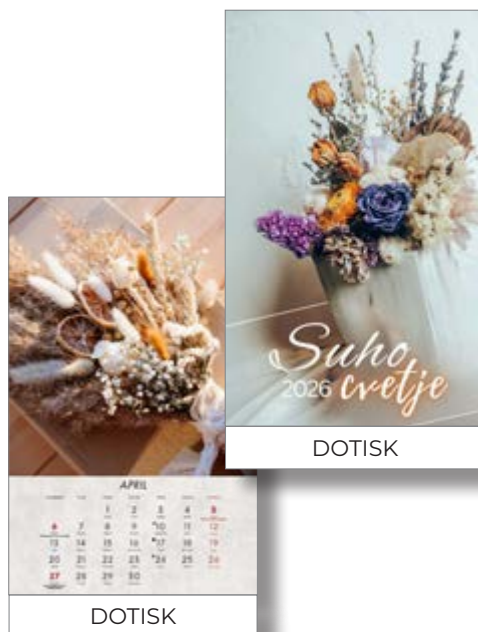 Suho
2026 cvetje
DOTISK
APRIL
1 2 3 4 5
6 7 8 9 10 11 12
13 14 15 16 17 18 19
20 21 22 23 24 25 26
27 28 29 30
DOTISK